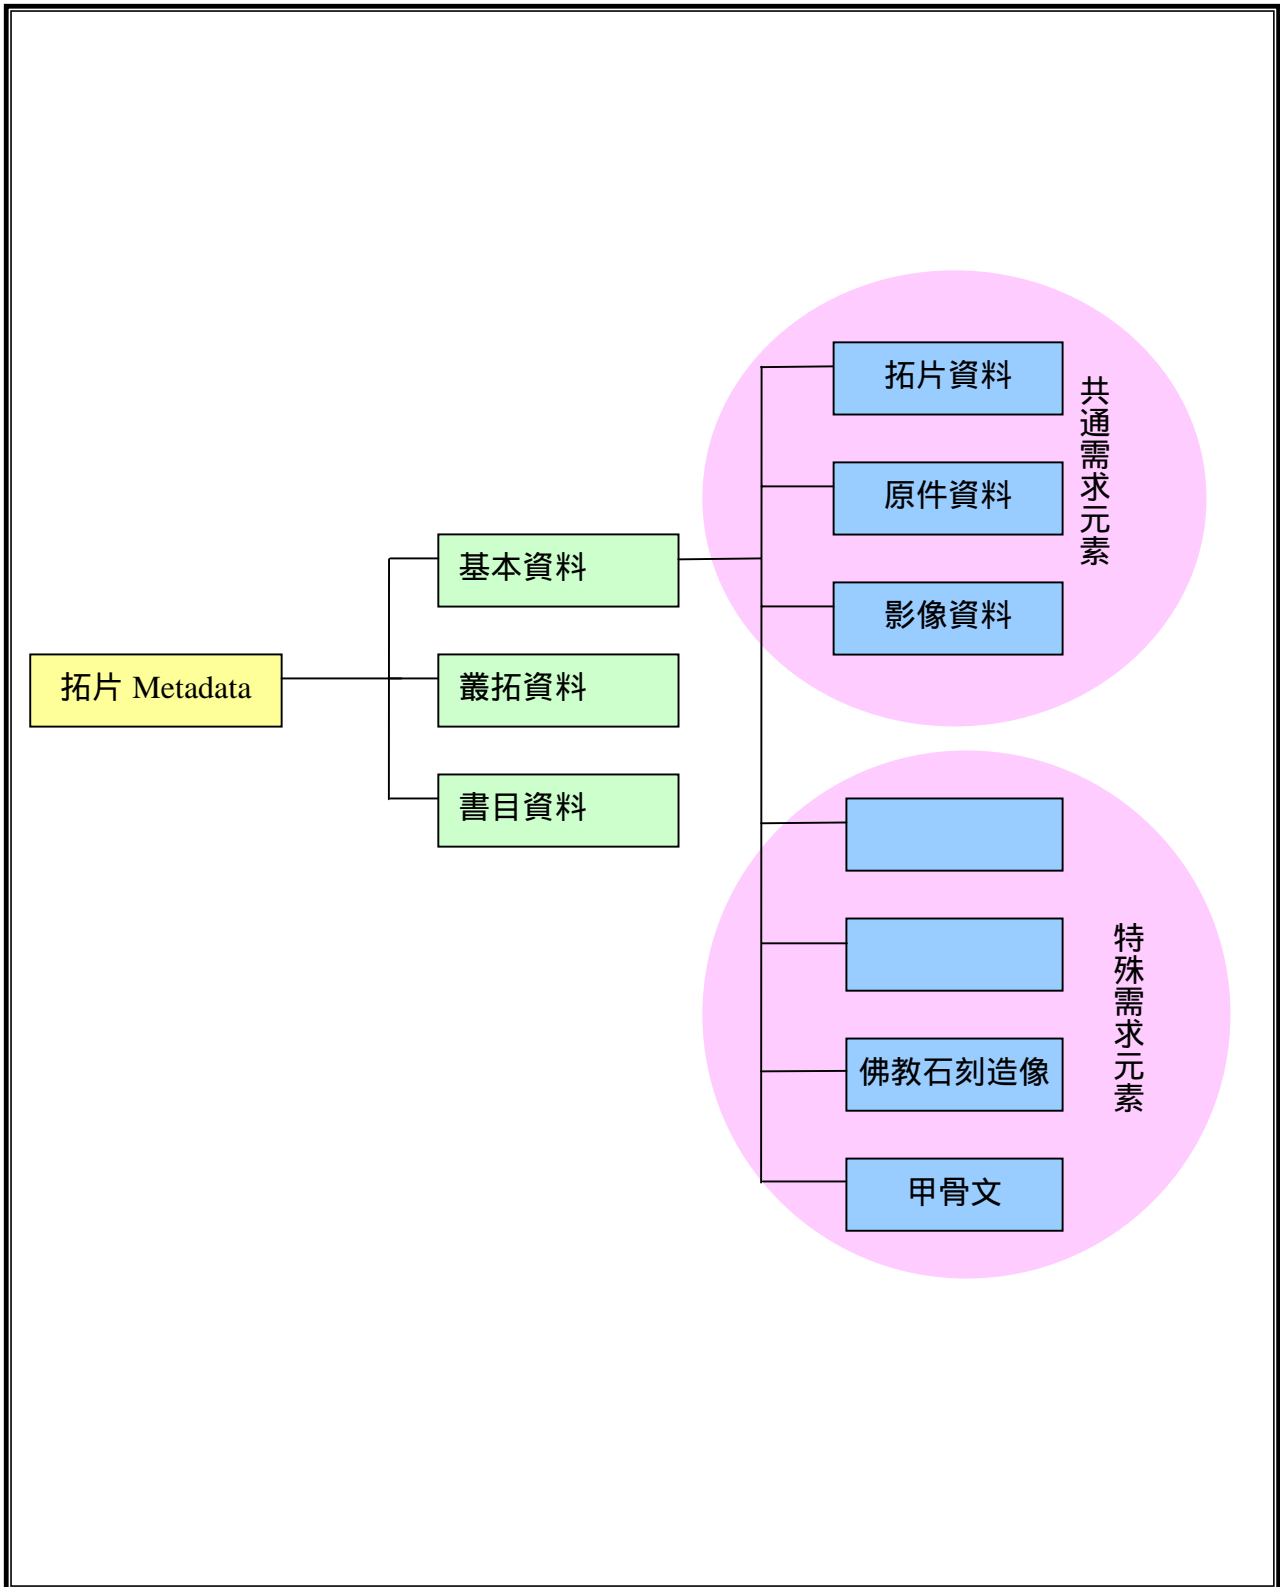 拓片 Metadata
基本資料
叢拓資料
書目資料
拓片資料
原件資料
影像資料
共通需求元素
佛教石刻造像
甲骨文
特殊需求元素